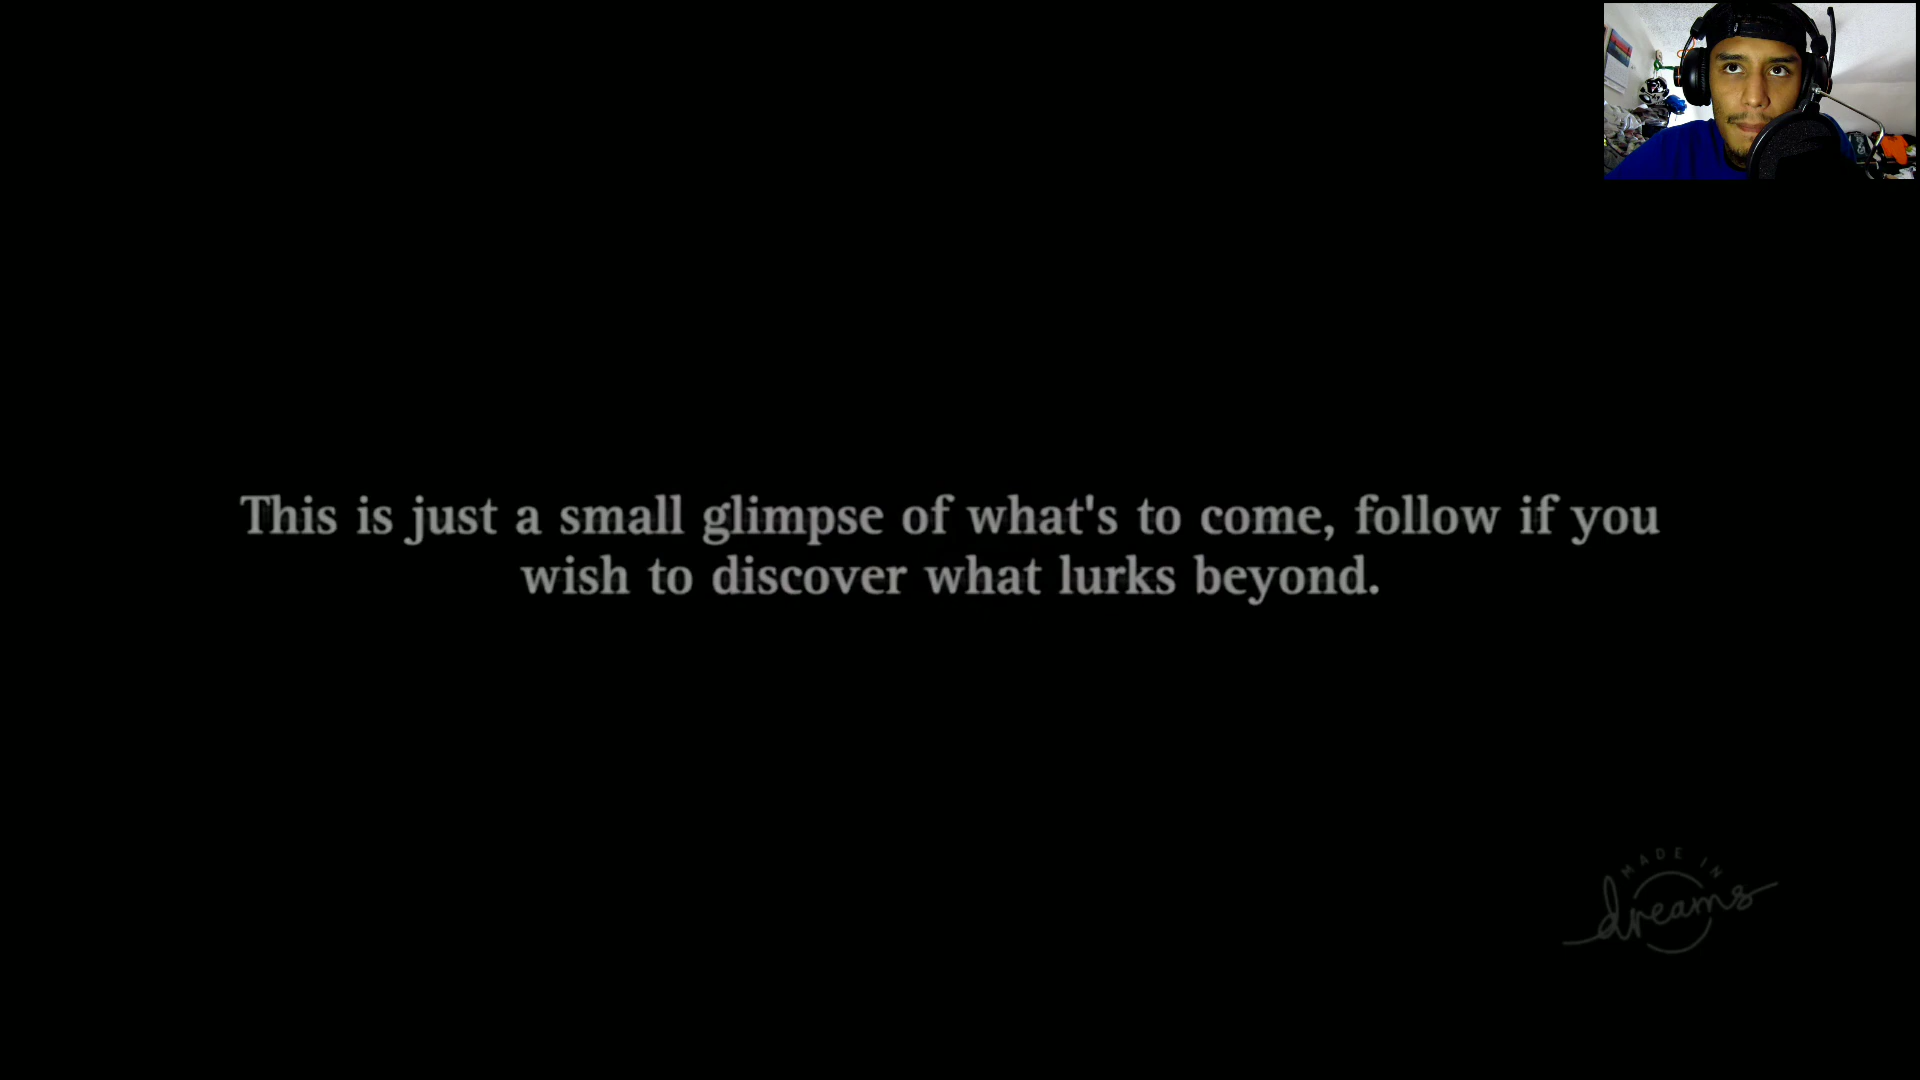 This is just a small glimpse of what's to come, follow if you
wish to discover what lurks beyond.
MADE IN
dreams